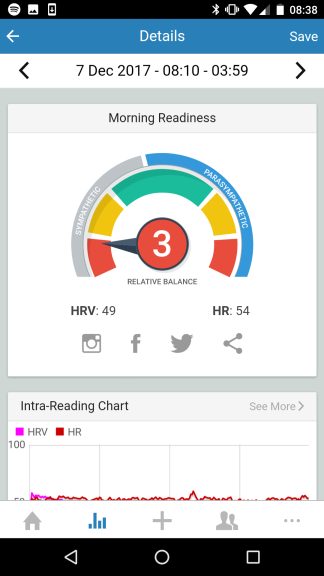 08:38
Details
Save
7 Dec 2017 - 08:10 - 03:59
Morning Readiness
SYMPATHETIC
PARASYMPATHETIC
3
RELATIVE BALANCE
HRV: 49
HR: 54
Intra-Reading Chart
See More
HRV
HR
100
50